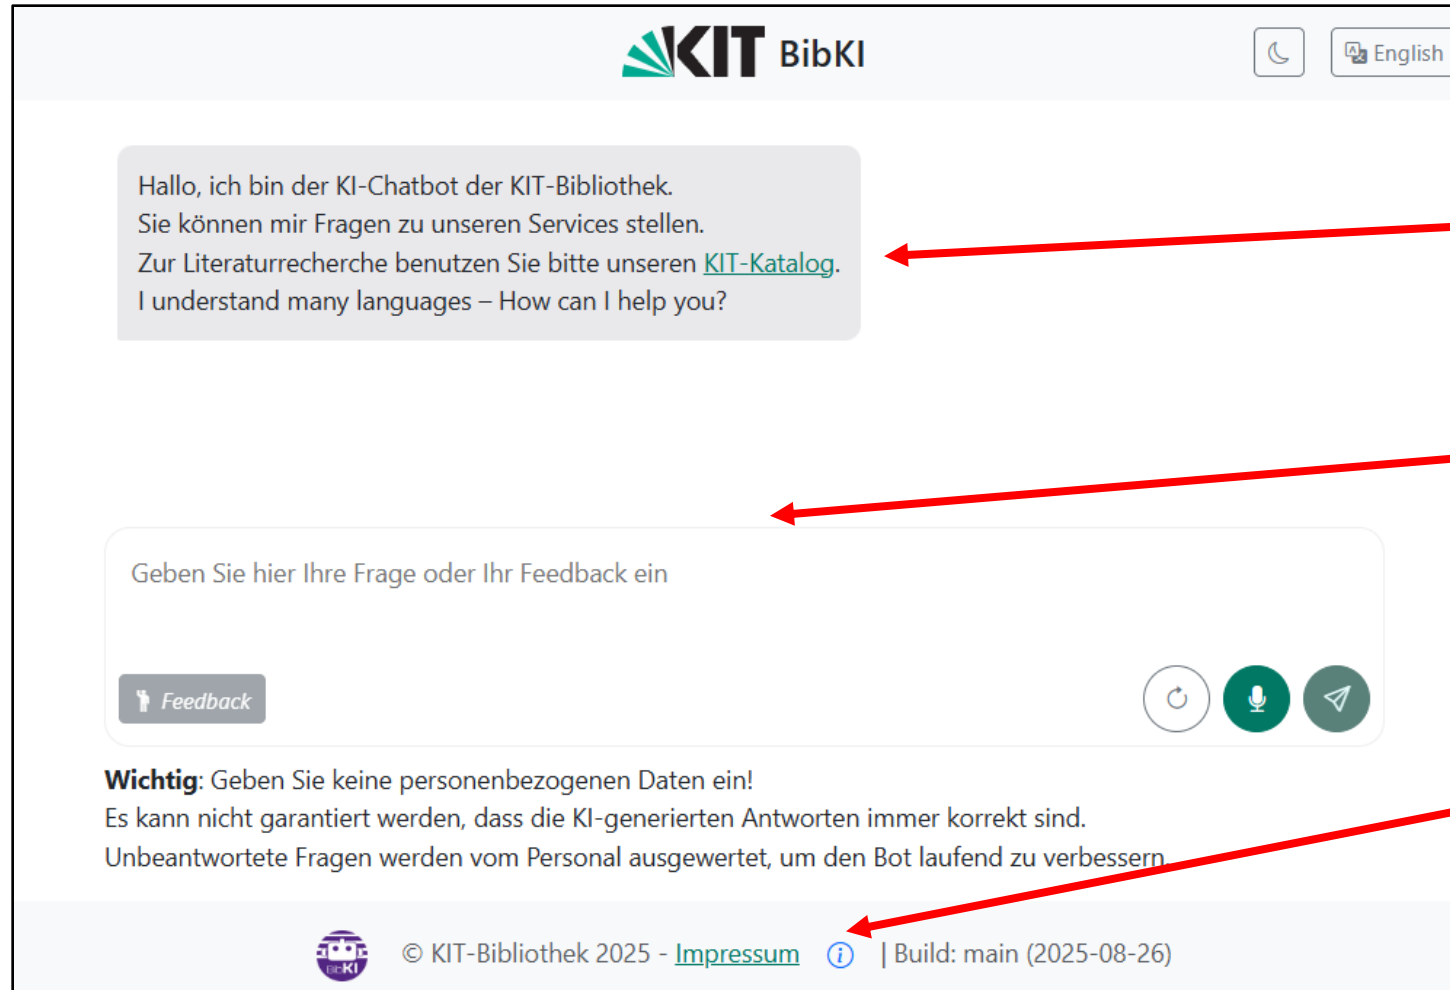 KIT BibKI
English
Hallo, ich bin der KI-Chatbot der KIT-Bibliothek.
Sie können mir Fragen zu unseren Services stellen.
Zur Literaturrecherche benutzen Sie bitte unseren KIT-Katalog.
I understand many languages – How can I help you?
Geben Sie hier Ihre Frage oder Ihr Feedback ein
Feedback
Wichtig: Geben Sie keine personenbezogenen Daten ein!
Es kann nicht garantiert werden, dass die KI-generierten Antworten immer korrekt sind.
Unbeantwortete Fragen werden vom Personal ausgewertet, um den Bot laufend zu verbessern.
BibKI © KIT-Bibliothek 2025 - Impressum | Build: main (2025-08-26)